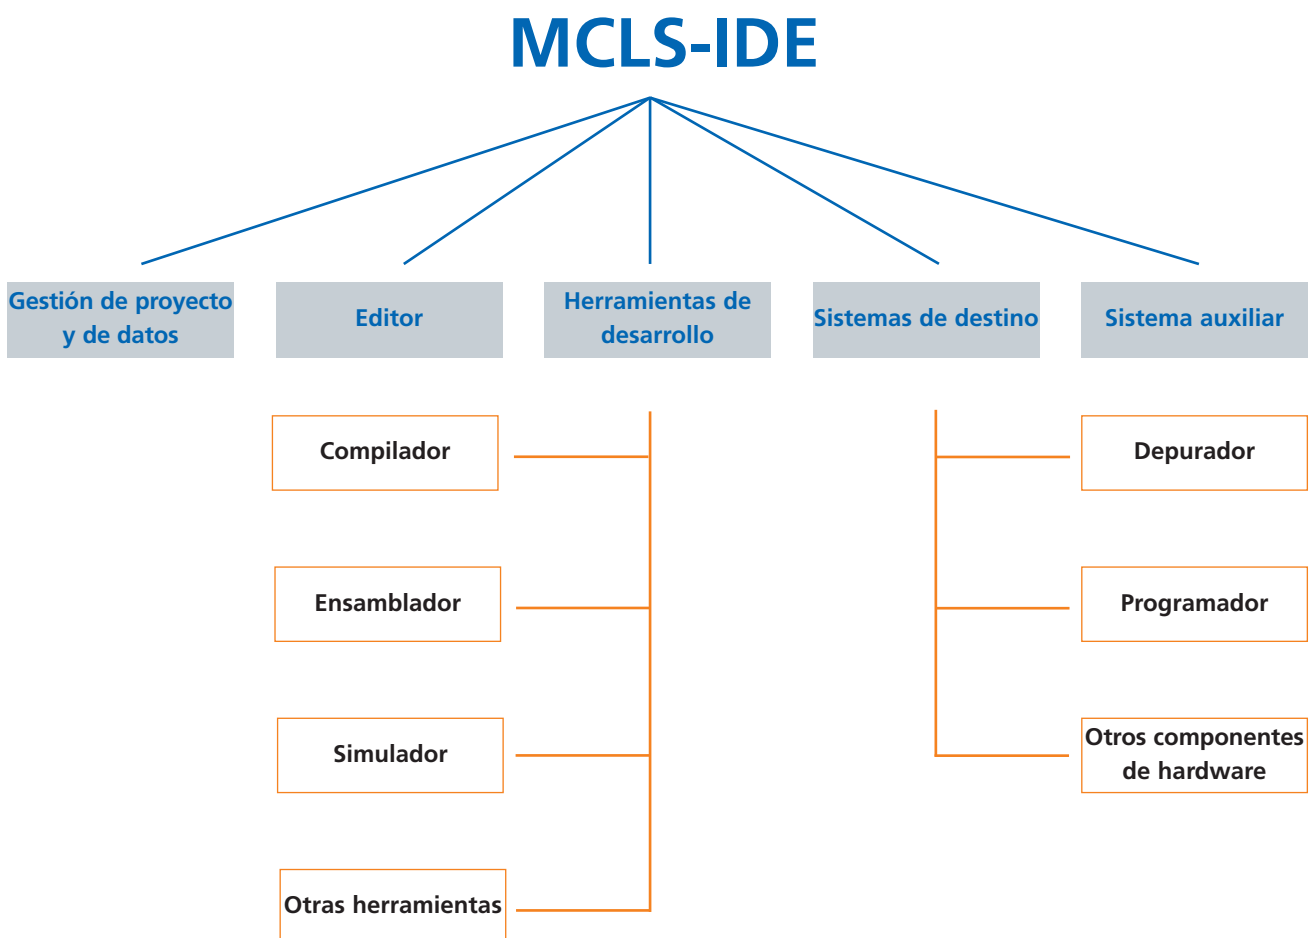 MCLS-IDE
Gestión de proyecto
y de datos
Editor
Herramientas de
desarrollo
Sistemas de destino
Sistema auxiliar
Compilador
Depurador
Ensamblador
Programador
Simulador
Otros componentes
de hardware
Otras herramientas